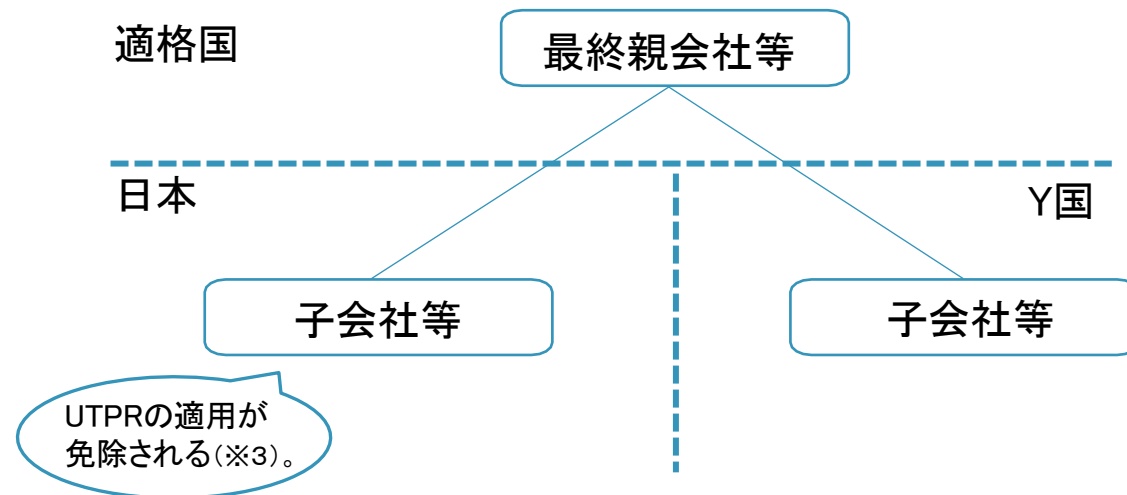 適格国
最終親会社等
日本
Y国
子会社等
子会社等
UTPRの適用が
免除される(※3)。